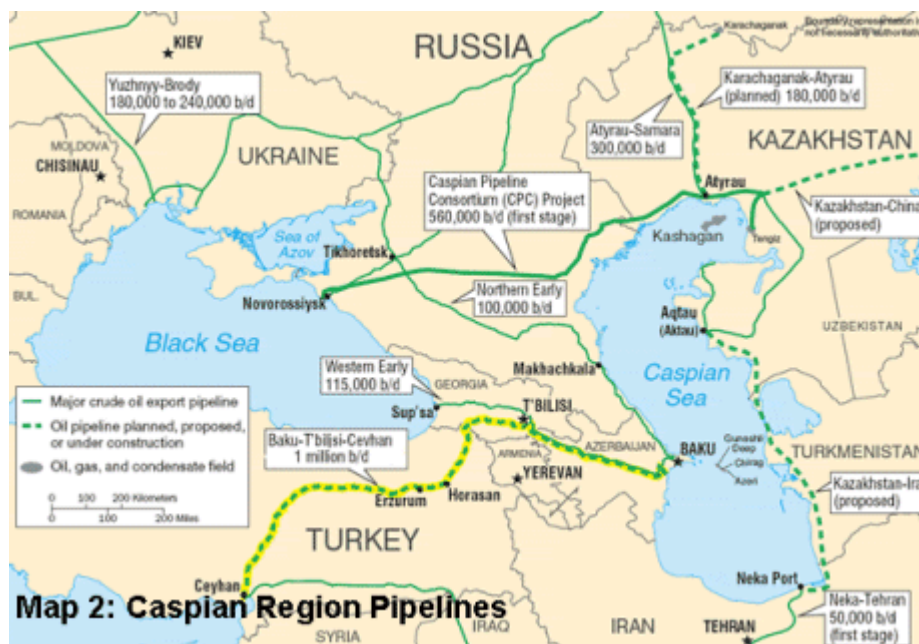 KIEV
RUSSIA
Karachaganak
Boundary representation is
not necessarily authoritati
Yuzhnyy-Brody
180,000 to 240,000 b/d
Karachaganak-Atyrau
(planned) 180,000 b/d
MOLDOVA
CHISINAU
UKRAINE
Atyrau-Samara
300,000 b/d
KAZAKHSTAN
Caspian Pipeline
Consortium (CPC) Project
560,000 b/d (first stage)
Atyrau
Kazakhstan-China
(proposed)
ROMANIA
Sea of
Azov
Tikhoretsk
Kashagan
Tengiz
BUL.
Novorossiysk
Northern Early
100,000 b/d
Aqtau
(Aktau)
UZBEKISTAN
Black Sea
Western Early
115,000 b/d
Makhachkala
Caspian
Sea
Major crude oil export pipeline
Oil pipeline planned, proposed,
or under construction
Oil, gas, and condensate field
0 100 200 Kilometers
0 100 200 Miles
GEORGIA
Sup'sa
T'BILISI
Baku-T'bilisi-Ceyhan
1 million b/d
ARMENIA
AZERBAIJAN
BAKU
Gunashli
Deep
Chirag
Azeri
TURKMENISTAN
YEREVAN
Kazakhstan-Ira
(proposed)
Erzurum
Horasan
TURKEY
Ceyhan
Neka Port
Map 2: Caspian Region Pipelines
Neka-Tehran
50,000 b/d
(first stage)
SYRIA
IRAQ
IRAN
TEHRAN